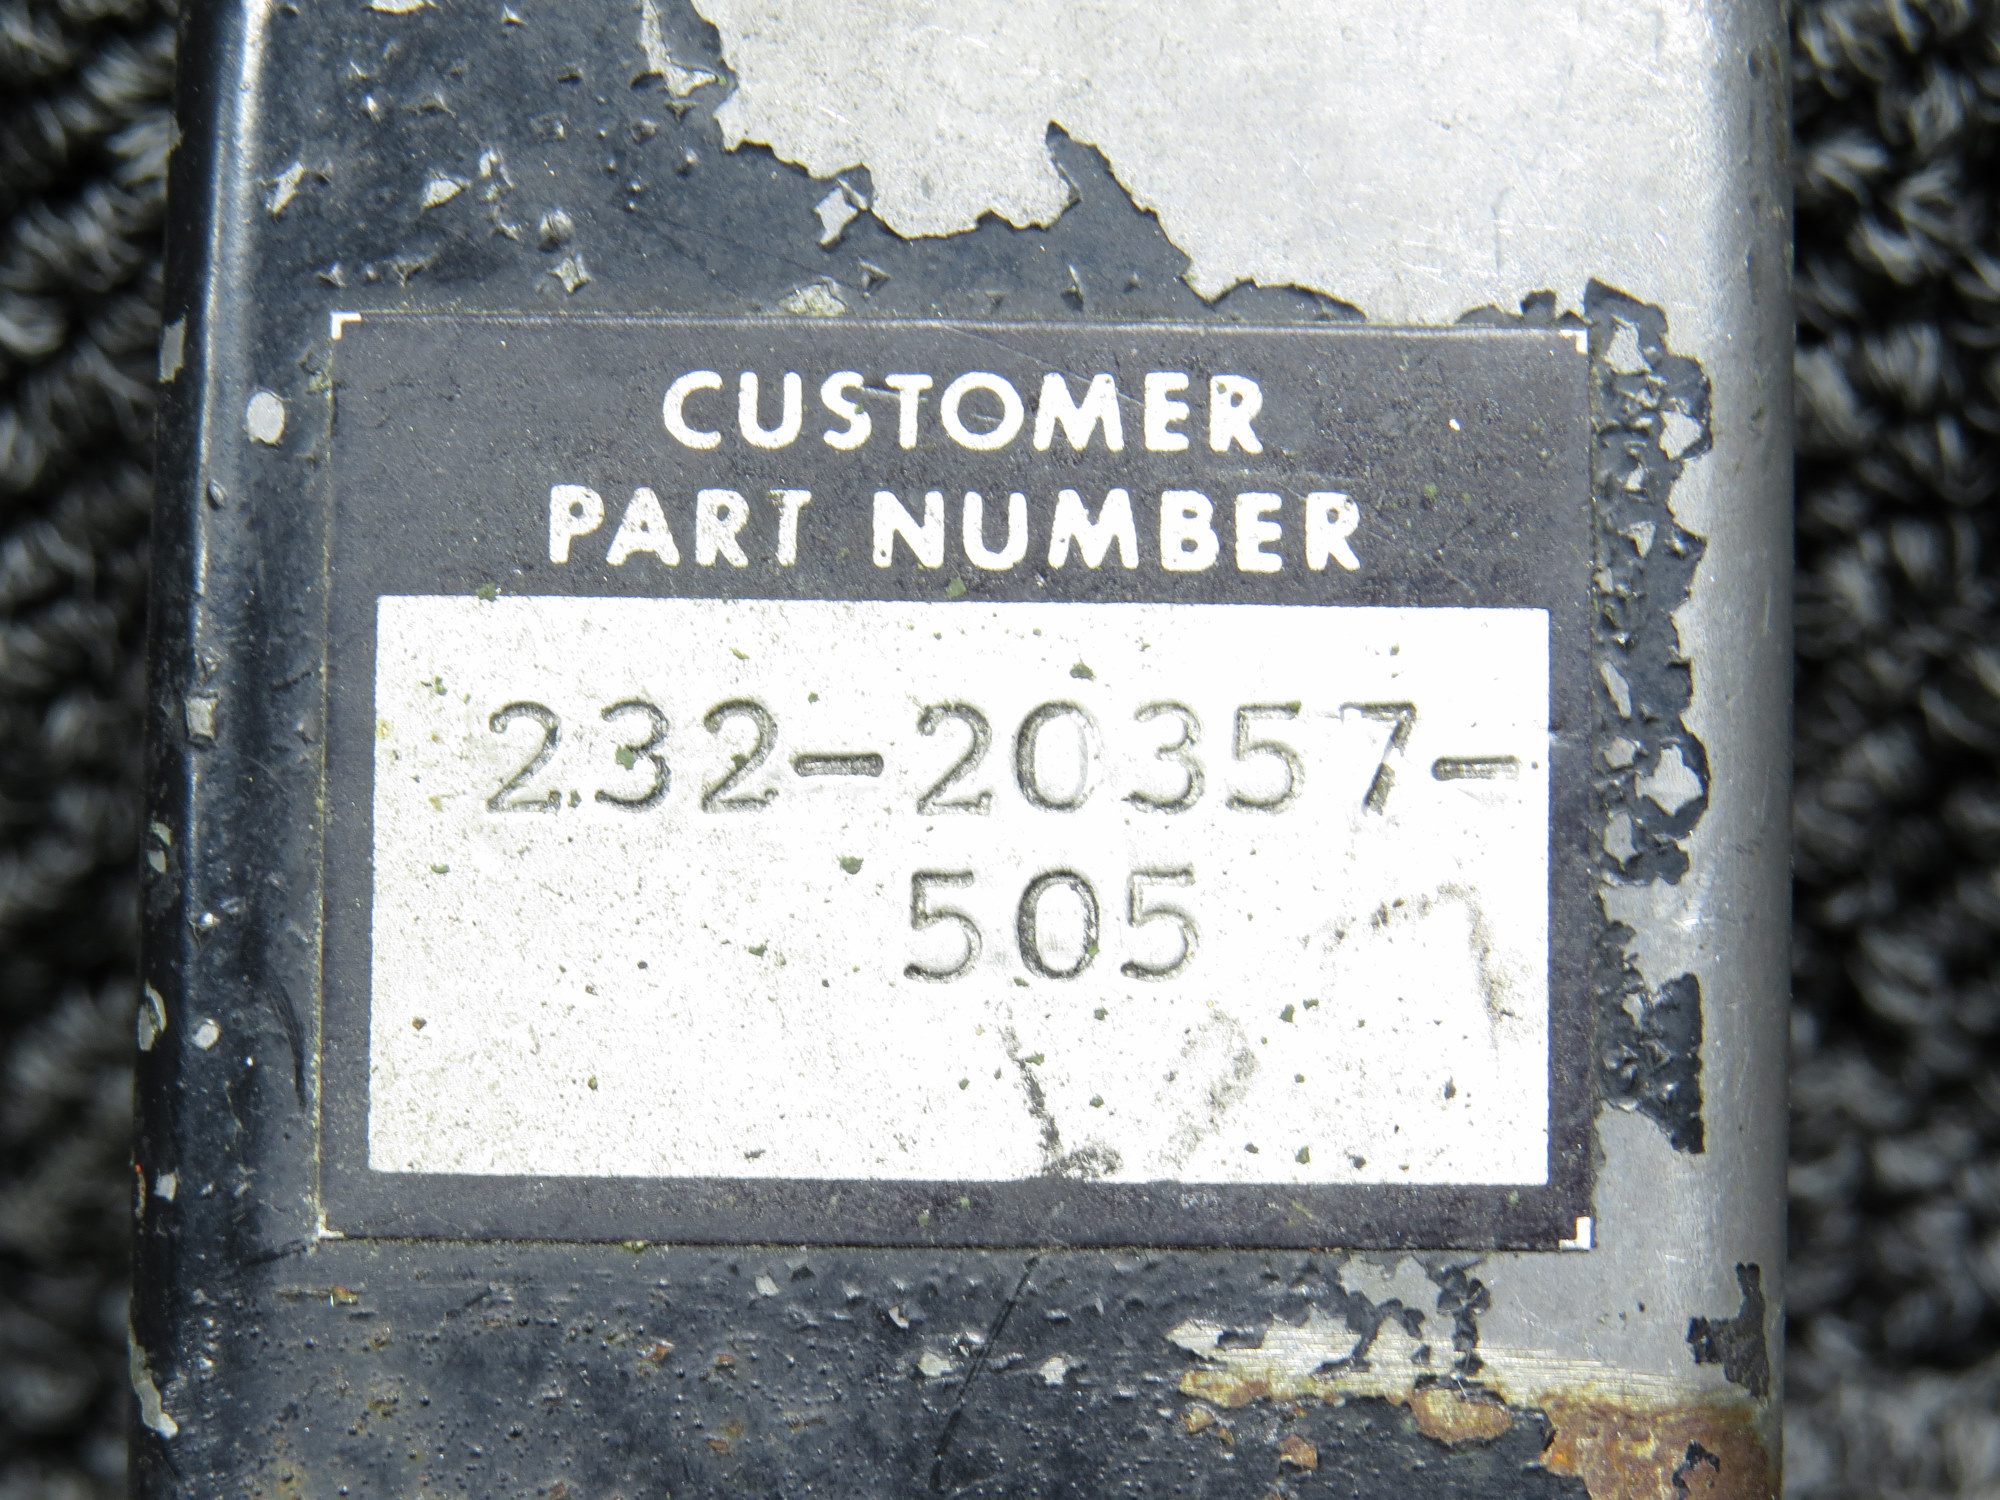 CUSTOMER
PART NUMBER
232-20357-
505